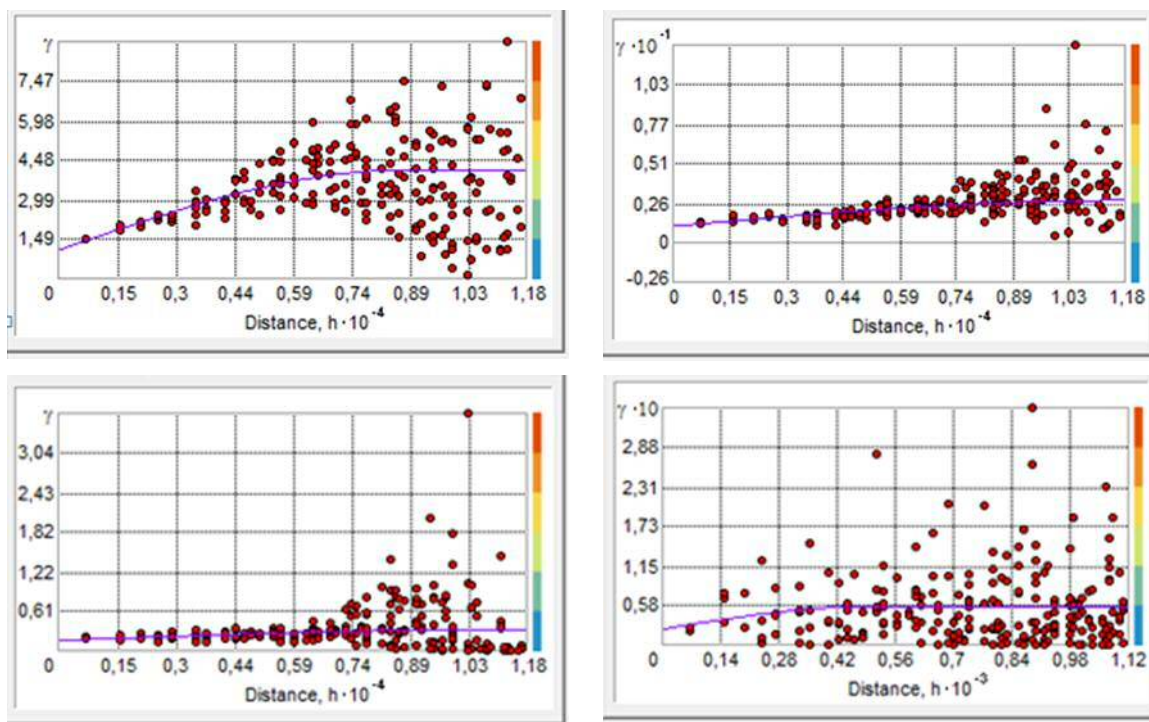 γ
7,47
5,98
4,48
2,99
1,49
0 0,15 0,3 0,44 0,59 0,74 0,89 1,03 1,18
Distance, h · 10⁻⁴
γ · 10⁻¹
1,03
0,77
0,51
0,26
0
-0,26
0 0,15 0,3 0,44 0,59 0,74 0,89 1,03 1,18
Distance, h · 10⁻⁴
γ
3,04
2,43
1,82
1,22
0,61
0 0,15 0,3 0,44 0,59 0,74 0,89 1,03 1,18
Distance, h · 10⁻⁴
γ · 10
2,88
2,31
1,73
1,15
0,58
0 0,14 0,28 0,42 0,56 0,7 0,84 0,98 1,12
Distance, h · 10⁻³